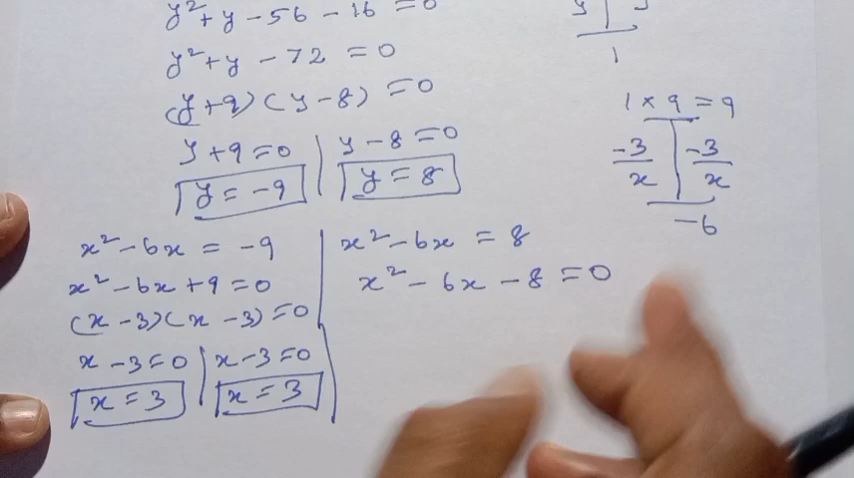 y² + y - 56 - 16 = 0
y² + y - 72 = 0
(y + 9) (y - 8) = 0
y + 9 = 0 | y - 8 = 0
y = -9 | y = 8
x² - 6x = -9
x² - 6x + 9 = 0
(x - 3)(x - 3) = 0
x - 3 = 0 | x - 3 = 0
x = 3 | x = 3
x² - 6x = 8
x² - 6x - 8 = 0
y | y
1
1 × 9 = 9
-3/x | -3/x
-6